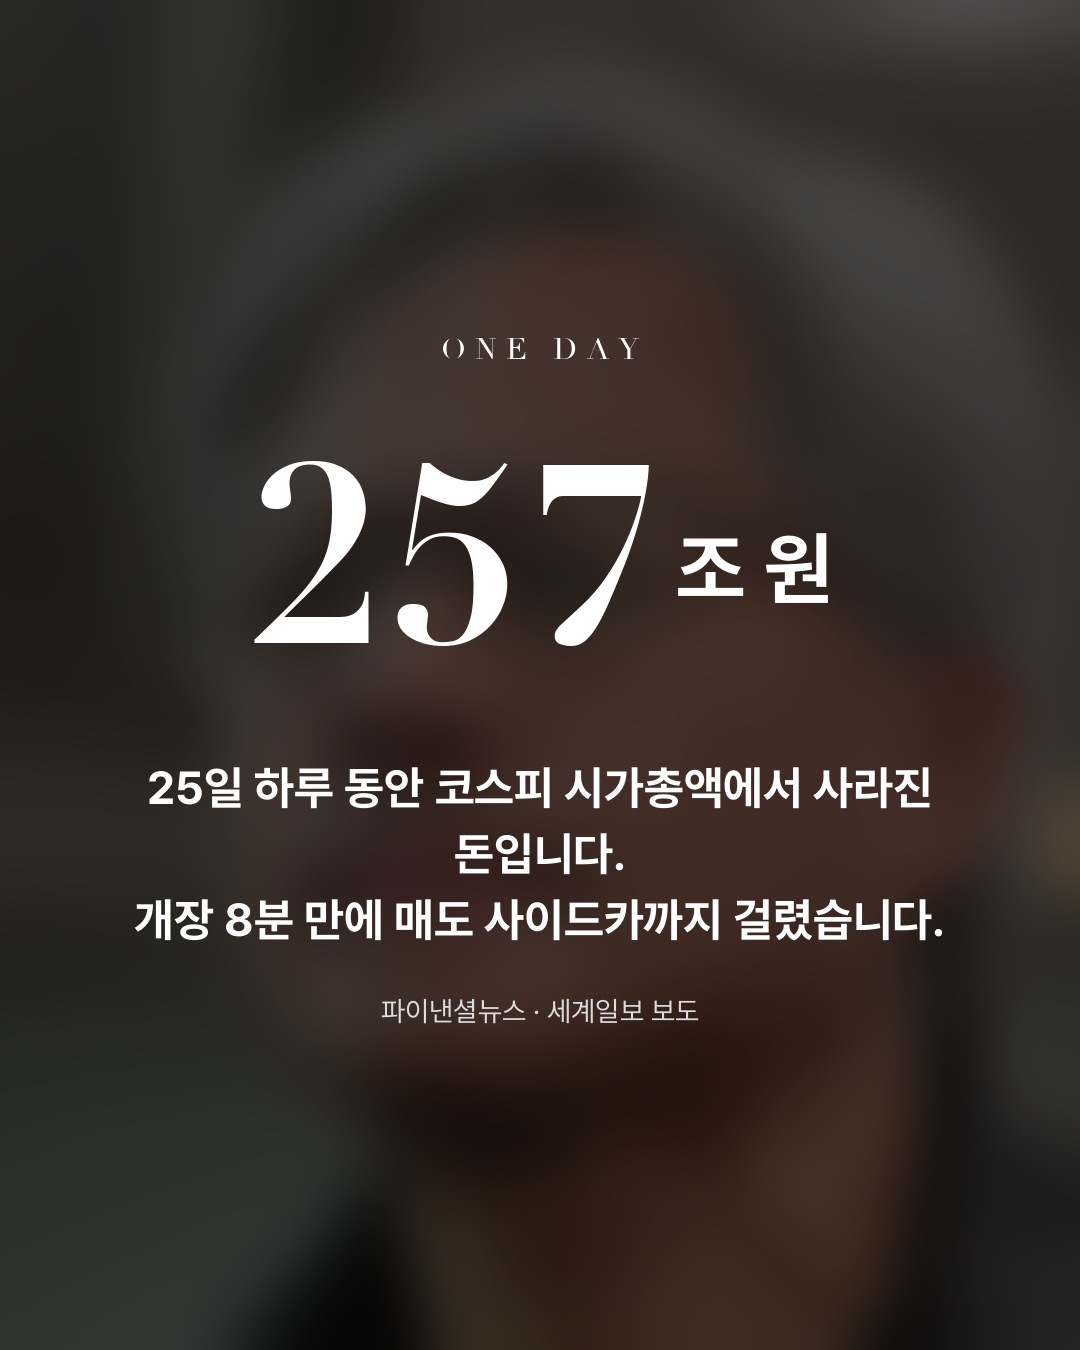 ONE DAY
257조 원
25일 하루 동안 코스피 시가총액에서 사라진
돈입니다.
개장 8분 만에 매도 사이드카까지 걸렸습니다.
파이낸셜뉴스 · 세계일보 보도